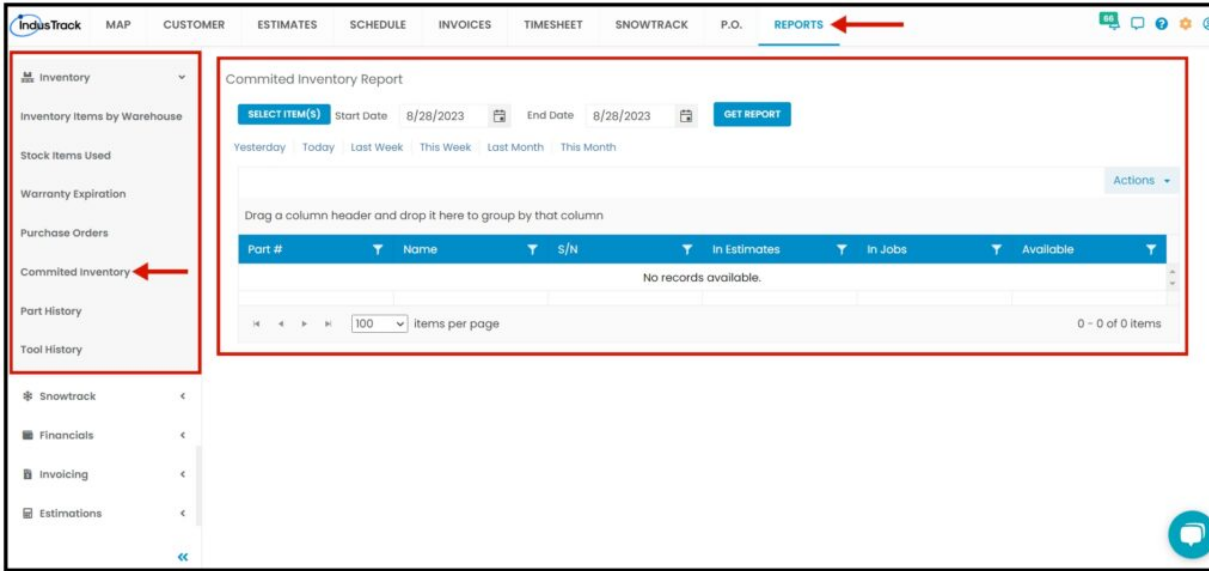 IndusTrack MAP CUSTOMER ESTIMATES SCHEDULE INVOICES TIMESHEET SNOWTRACK P.O. REPORTS 66
Inventory
Inventory Items by Warehouse
Stock Items Used
Warranty Expiration
Purchase Orders
Commited Inventory
Part History
Tool History
Snowtrack
Financials
Invoicing
Estimations
Commited Inventory Report
SELECT ITEM(S) Start Date 8/28/2023 End Date 8/28/2023 GET REPORT
Yesterday Today Last Week This Week Last Month This Month
Actions
Drag a column header and drop it here to group by that column
Part # Name S/N In Estimates In Jobs Available
No records available.
100 items per page 0 - 0 of 0 items